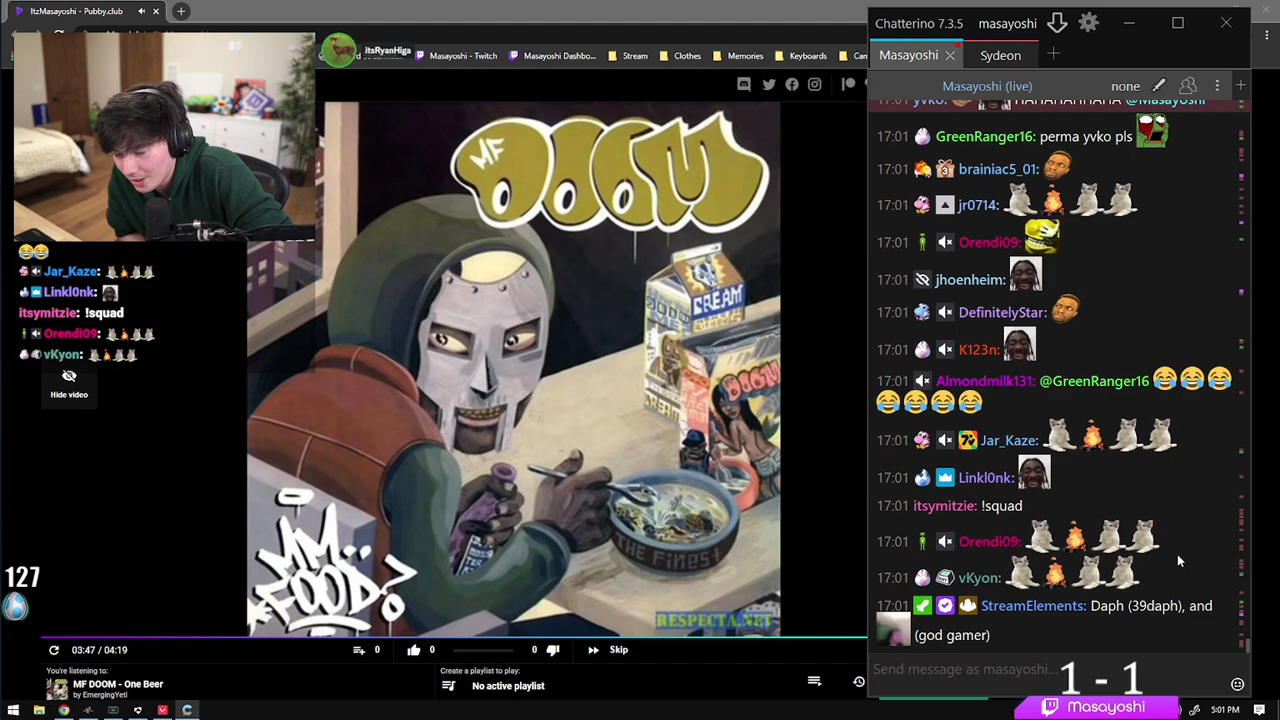 ItzMasayoshi - Pubby.club
Chatterino 7.3.5
masayoshi
itsRyanHiga
Masayoshi - Twitch
Masayoshi Dashbo...
Stream
Clothes
Memories
Keyboards
Masayoshi
Sydeon
Masayoshi (live)
none
17:01 GreenRanger16: perma yvko pls
17:01 brainiac5_01:
17:01 jr0714:
17:01 Orendi09:
17:01 jhoenheim:
17:01 DefinitelyStar:
17:01 K123n:
17:01 Almondmilk131: @GreenRanger16 😂😂😂
😂😂😂😂
17:01 Jar_Kaze:
17:01 Linkl0nk:
17:01 itsymitzie: !squad
17:01 Orendi09:
17:01 vKyon:
17:01 StreamElements: Daph (39daph), and
(god gamer)
Send message as masayoshi...
1 - 1
Masayoshi
😂😂
Jar_Kaze:
Linkl0nk:
itsymitzie: !squad
Orendi09:
vKyon:
Hide video
127
MF
DOOM
CREAM
DOOM
THE FINEST
MM..
FOOD?
RESPECTA.NET
03:47 / 04:19
0
0
0
Skip
You're listening to:
MF DOOM - One Beer
by EmergingYeti
Create a playlist to play:
No active playlist
5:01 PM